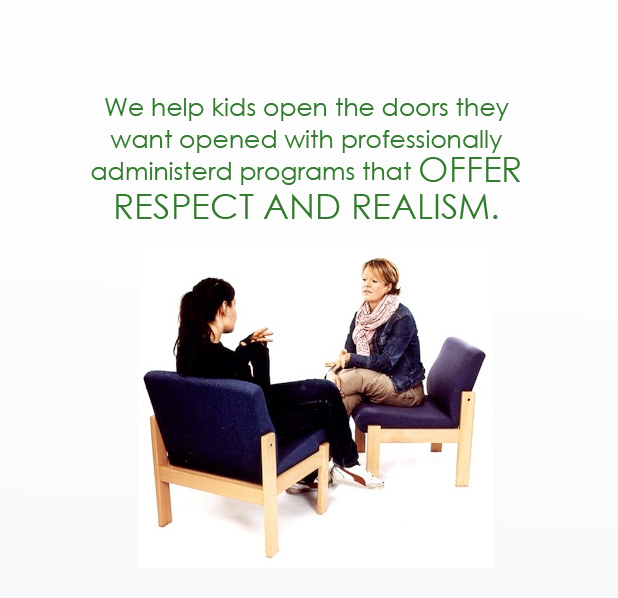 We help kids open the doors they
want opened with professionally
administerd programs that OFFER
RESPECT AND REALISM.